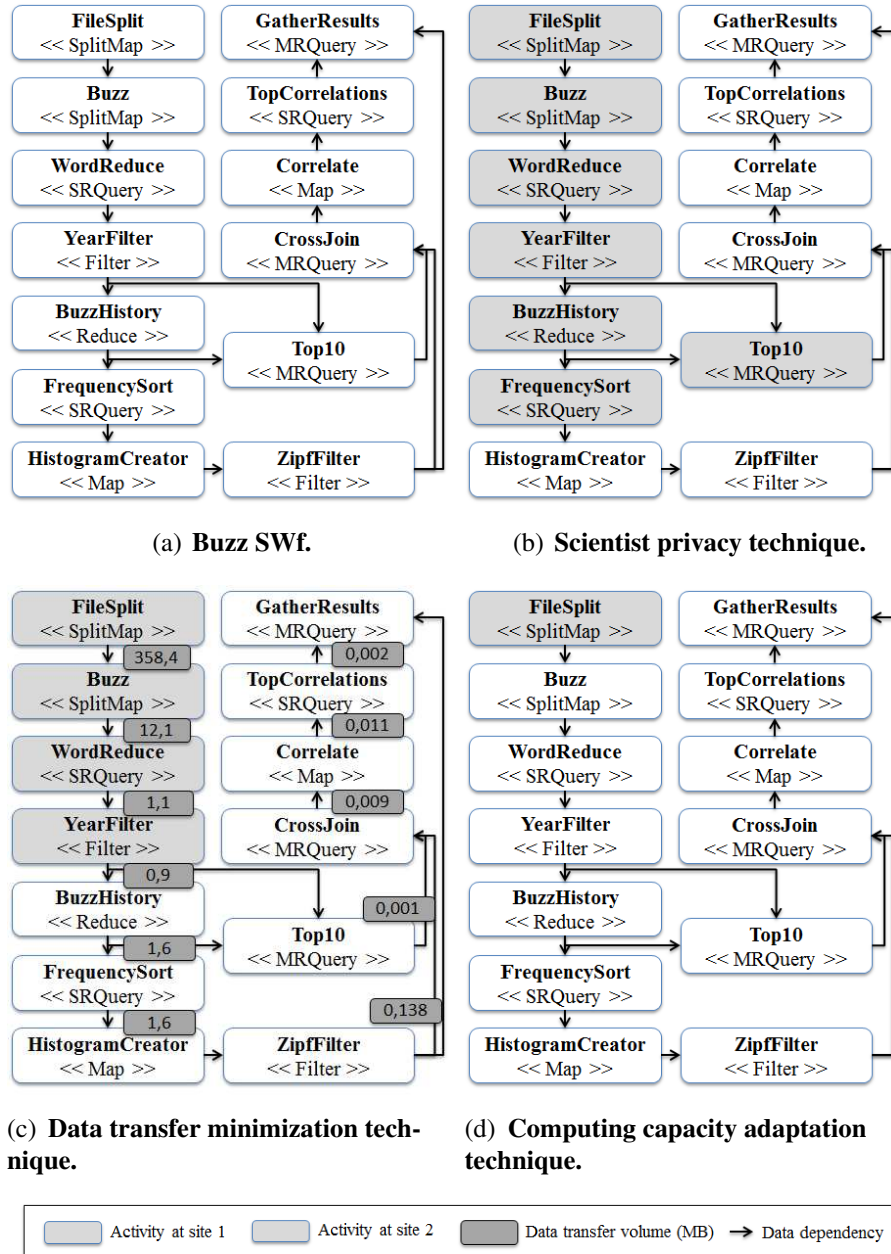 FileSplit
<< SplitMap >>
Buzz
<< SplitMap >>
WordReduce
<< SRQuery >>
YearFilter
<< Filter >>
BuzzHistory
<< Reduce >>
FrequencySort
<< SRQuery >>
HistogramCreator
<< Map >>
GatherResults
<< MRQuery >>
TopCorrelations
<< SRQuery >>
Correlate
<< Map >>
CrossJoin
<< MRQuery >>
Top10
<< MRQuery >>
ZipfFilter
<< Filter >>
(a) Buzz SWf.
FileSplit
<< SplitMap >>
Buzz
<< SplitMap >>
WordReduce
<< SRQuery >>
YearFilter
<< Filter >>
BuzzHistory
<< Reduce >>
FrequencySort
<< SRQuery >>
HistogramCreator
<< Map >>
GatherResults
<< MRQuery >>
TopCorrelations
<< SRQuery >>
Correlate
<< Map >>
CrossJoin
<< MRQuery >>
Top10
<< MRQuery >>
ZipfFilter
<< Filter >>
(b) Scientist privacy technique.
FileSplit
<< SplitMap >>
358,4
Buzz
<< SplitMap >>
12,1
WordReduce
<< SRQuery >>
1,1
YearFilter
<< Filter >>
0,9
BuzzHistory
<< Reduce >>
1,6
FrequencySort
<< SRQuery >>
1,6
HistogramCreator
<< Map >>
GatherResults
<< MRQuery >>
0,002
TopCorrelations
<< SRQuery >>
0,011
Correlate
<< Map >>
0,009
CrossJoin
<< MRQuery >>
0,001
Top10
<< MRQuery >>
0,138
ZipfFilter
<< Filter >>
(c) Data transfer minimization tech-
nique.
FileSplit
<< SplitMap >>
Buzz
<< SplitMap >>
WordReduce
<< SRQuery >>
YearFilter
<< Filter >>
BuzzHistory
<< Reduce >>
FrequencySort
<< SRQuery >>
HistogramCreator
<< Map >>
GatherResults
<< MRQuery >>
TopCorrelations
<< SRQuery >>
Correlate
<< Map >>
CrossJoin
<< MRQuery >>
Top10
<< MRQuery >>
ZipfFilter
<< Filter >>
(d) Computing capacity adaptation
technique.
Activity at site 1
Activity at site 2
Data transfer volume (MB)
Data dependency